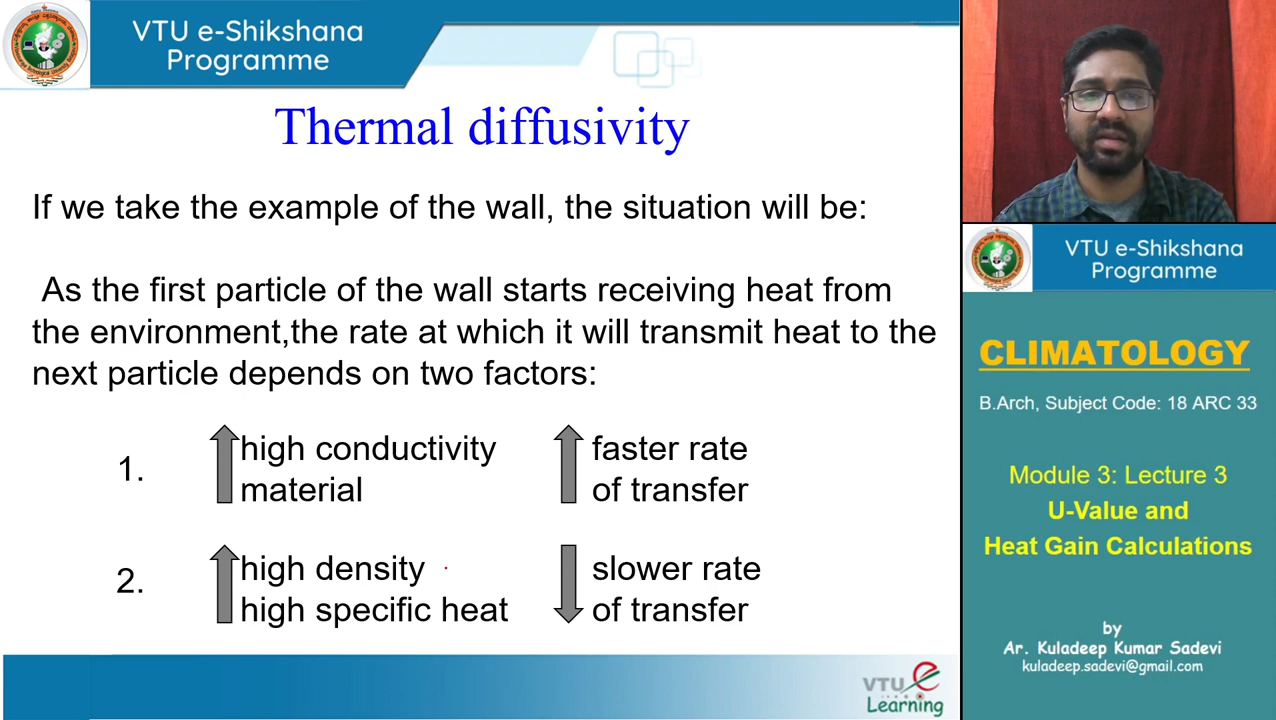 VTU e-Shikshana
Programme
Thermal diffusivity
If we take the example of the wall, the situation will be:
As the first particle of the wall starts receiving heat from
the environment,the rate at which it will transmit heat to the
next particle depends on two factors:
1.
high conductivity
material
faster rate
of transfer
2.
high density
high specific heat
slower rate
of transfer
VTU e
Learning
VTU e-Shikshana
Programme
CLIMATOLOGY
B.Arch, Subject Code: 18 ARC 33
Module 3: Lecture 3
U-Value and
Heat Gain Calculations
by
Ar. Kuladeep Kumar Sadevi
kuladeep.sadevi@gmail.com